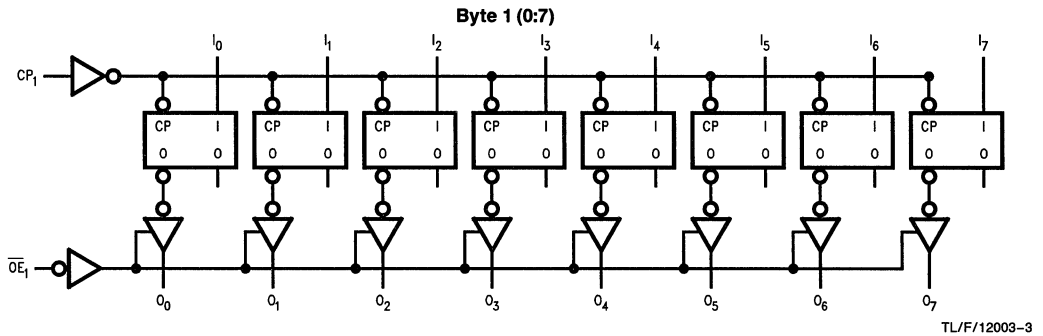 Byte 1 (0:7)
I₀ I₁ I₂ I₃ I₄ I₅ I₆ I₇
CP₁
CP I CP I CP I CP I CP I CP I CP I CP I
O O O O O O O O O O O O O O O O
O̅E̅₁
O₀ O₁ O₂ O₃ O₄ O₅ O₆ O₇
TL/F/12003–3